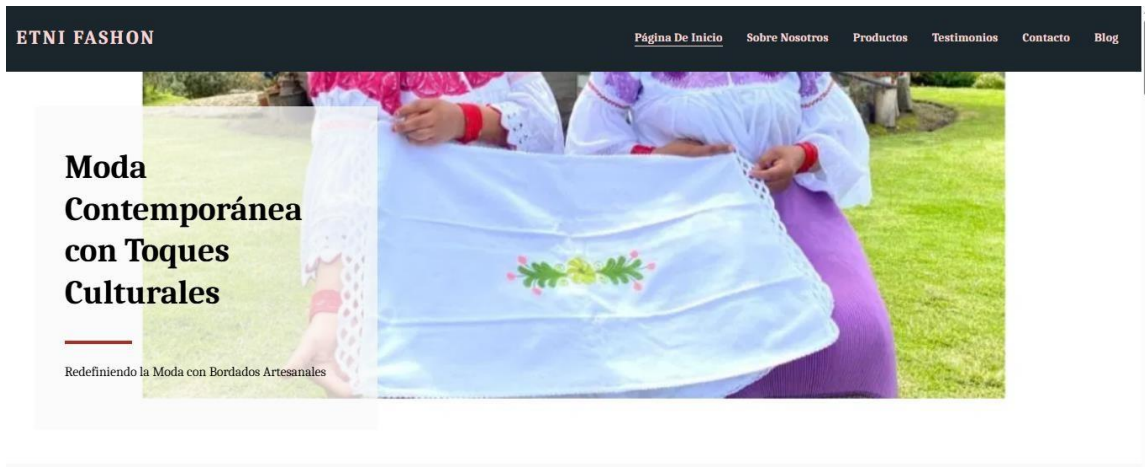 ETNI FASHON
Página De Inicio Sobre Nosotros Productos Testimonios Contacto Blog
Moda
Contemporánea
con Toques
Culturales
Redefiniendo la Moda con Bordados Artesanales